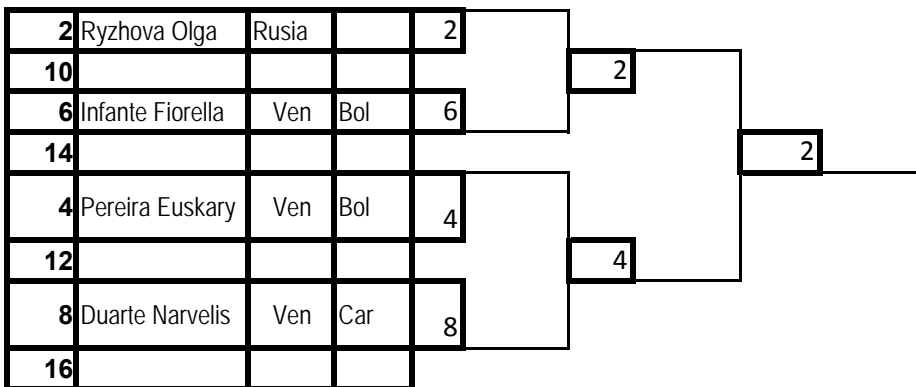 2 Ryzhova Olga Rusia 2
10 2
6 Infante Fiorella Ven Bol 6
14 2
4 Pereira Euskary Ven Bol 4
12 4
8 Duarte Narvelis Ven Car 8
16